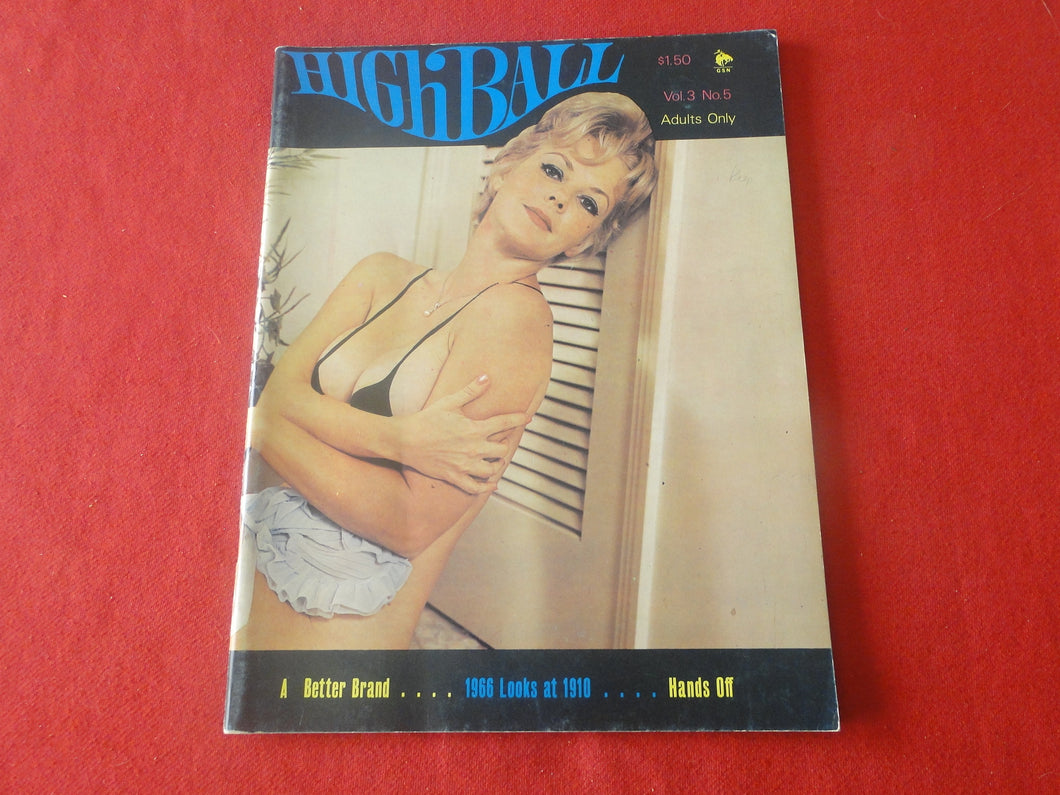 HIGHBALL
$1.50
GSN
Vol.3 No.5
Adults Only
A Better Brand . . . . 1966 Looks at 1910 . . . . Hands Off